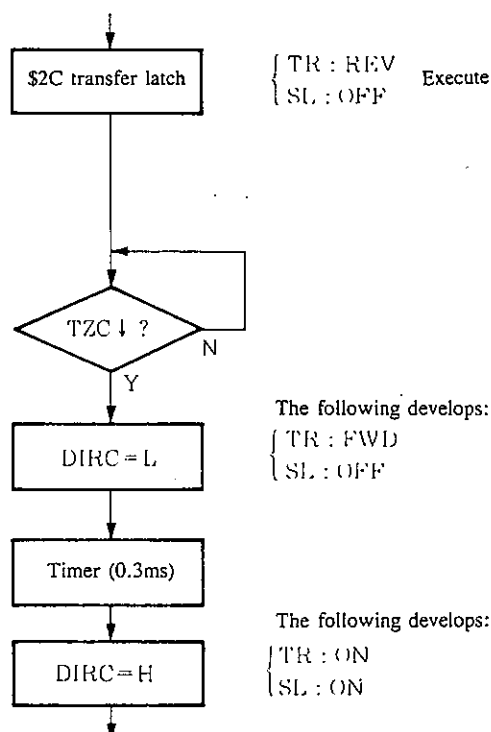 $2C transfer latch
TR : REV
SL : OFF
Execute
TZC ↓ ?
N
Y
The following develops:
DIRC = L
TR : FWD
SL : OFF
Timer (0.3ms)
The following develops:
DIRC = H
TR : ON
SL : ON